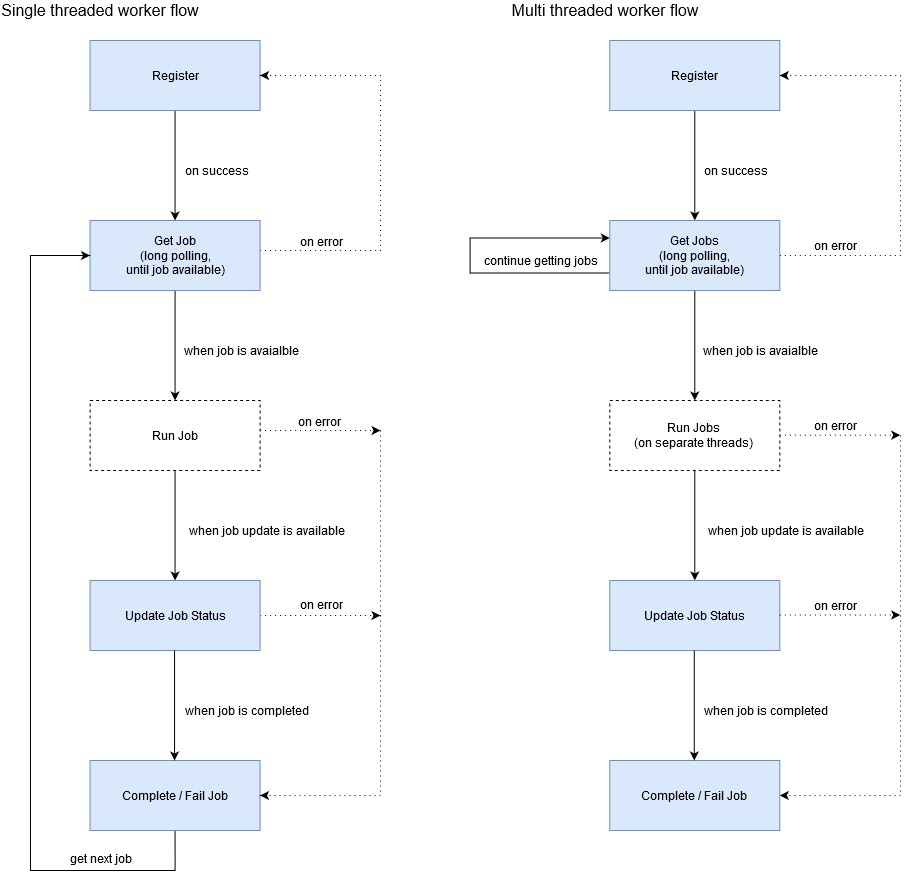 Single threaded worker flow
Register
on success
Get Job
(long polling,
until job available)
on error
when job is avaialble
Run Job
on error
when job update is available
Update Job Status
on error
when job is completed
Complete / Fail Job
get next job
Multi threaded worker flow
Register
on success
Get Jobs
(long polling,
until job available)
on error
continue getting jobs
when job is avaialble
Run Jobs
(on separate threads)
on error
when job update is available
Update Job Status
on error
when job is completed
Complete / Fail Job